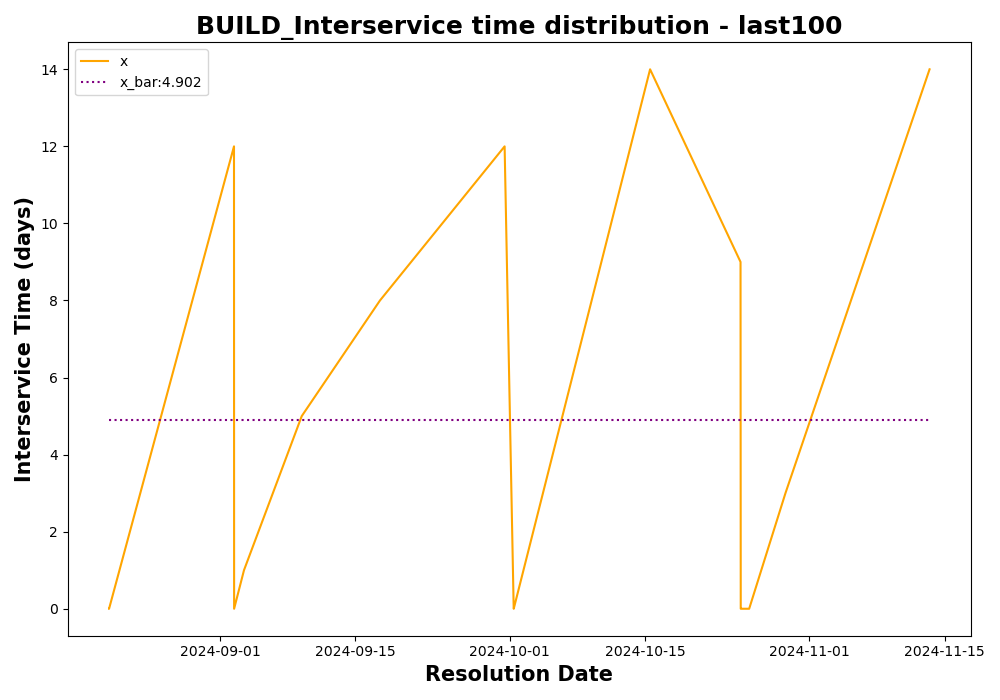 BUILD_Interservice time distribution - last100
x
x_bar:4.902
14
12
10
8
6
4
2
0
Interservice Time (days)
2024-09-01 2024-09-15 2024-10-01 2024-10-15 2024-11-01 2024-11-15
Resolution Date